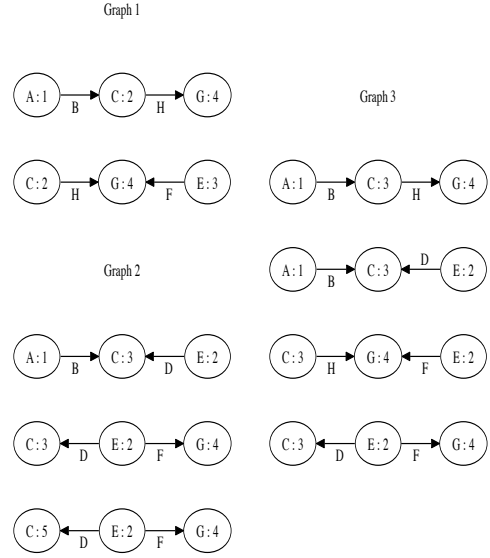 Graph 1
A: 1 B C: 2 H G: 4
C: 2 H G: 4 F E: 3
Graph 2
A: 1 B C: 3 D E: 2
C: 3 D E: 2 F G: 4
C: 5 D E: 2 F G: 4
Graph 3
A: 1 B C: 3 H G: 4
A: 1 B C: 3 D E: 2
C: 3 H G: 4 F E: 2
C: 3 D E: 2 F G: 4